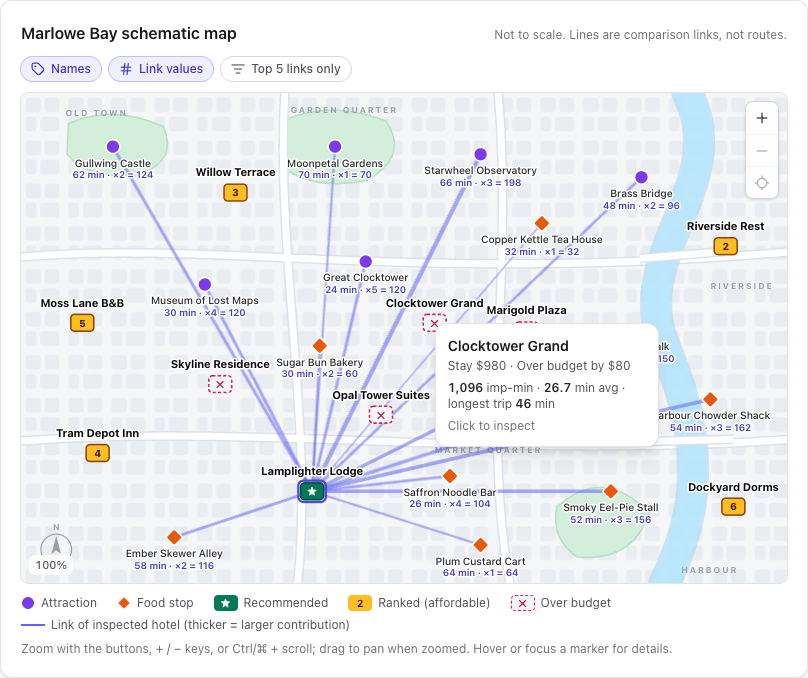 Marlowe Bay schematic map
Not to scale. Lines are comparison links, not routes.
Names
Link values
Top 5 links only
OLD TOWN
GARDEN QUARTER
Gullwing Castle
62 min · ×2 = 124
Willow Terrace
3
Moonpetal Gardens
70 min · ×1 = 70
Starwheel Observatory
66 min · ×3 = 198
Brass Bridge
48 min · ×2 = 96
Copper Kettle Tea House
32 min · ×1 = 32
Riverside Rest
2
RIVERSIDE
Great Clocktower
24 min · ×5 = 120
Museum of Lost Maps
30 min · ×4 = 120
Moss Lane B&B
5
Clocktower Grand
Marigold Plaza
Skyline Residence
Sugar Bun Bakery
30 min · ×2 = 60
Opal Tower Suites
Clocktower Grand
Stay $980 · Over budget by $80
1,096 imp-min · 26.7 min avg ·
longest trip 46 min
Click to inspect
alk
150
arbour Chowder Shack
54 min · ×3 = 162
Tram Depot Inn
4
MARKET QUARTER
Lamplighter Lodge
Saffron Noodle Bar
26 min · ×4 = 104
Smoky Eel-Pie Stall
52 min · ×3 = 156
Dockyard Dorms
6
Ember Skewer Alley
58 min · ×2 = 116
Plum Custard Cart
64 min · ×1 = 64
HARBOUR
N
100%
+
−
Attraction
Food stop
Recommended
2
Ranked (affordable)
Over budget
Link of inspected hotel (thicker = larger contribution)
Zoom with the buttons, + / − keys, or Ctrl/⌘ + scroll; drag to pan when zoomed. Hover or focus a marker for details.